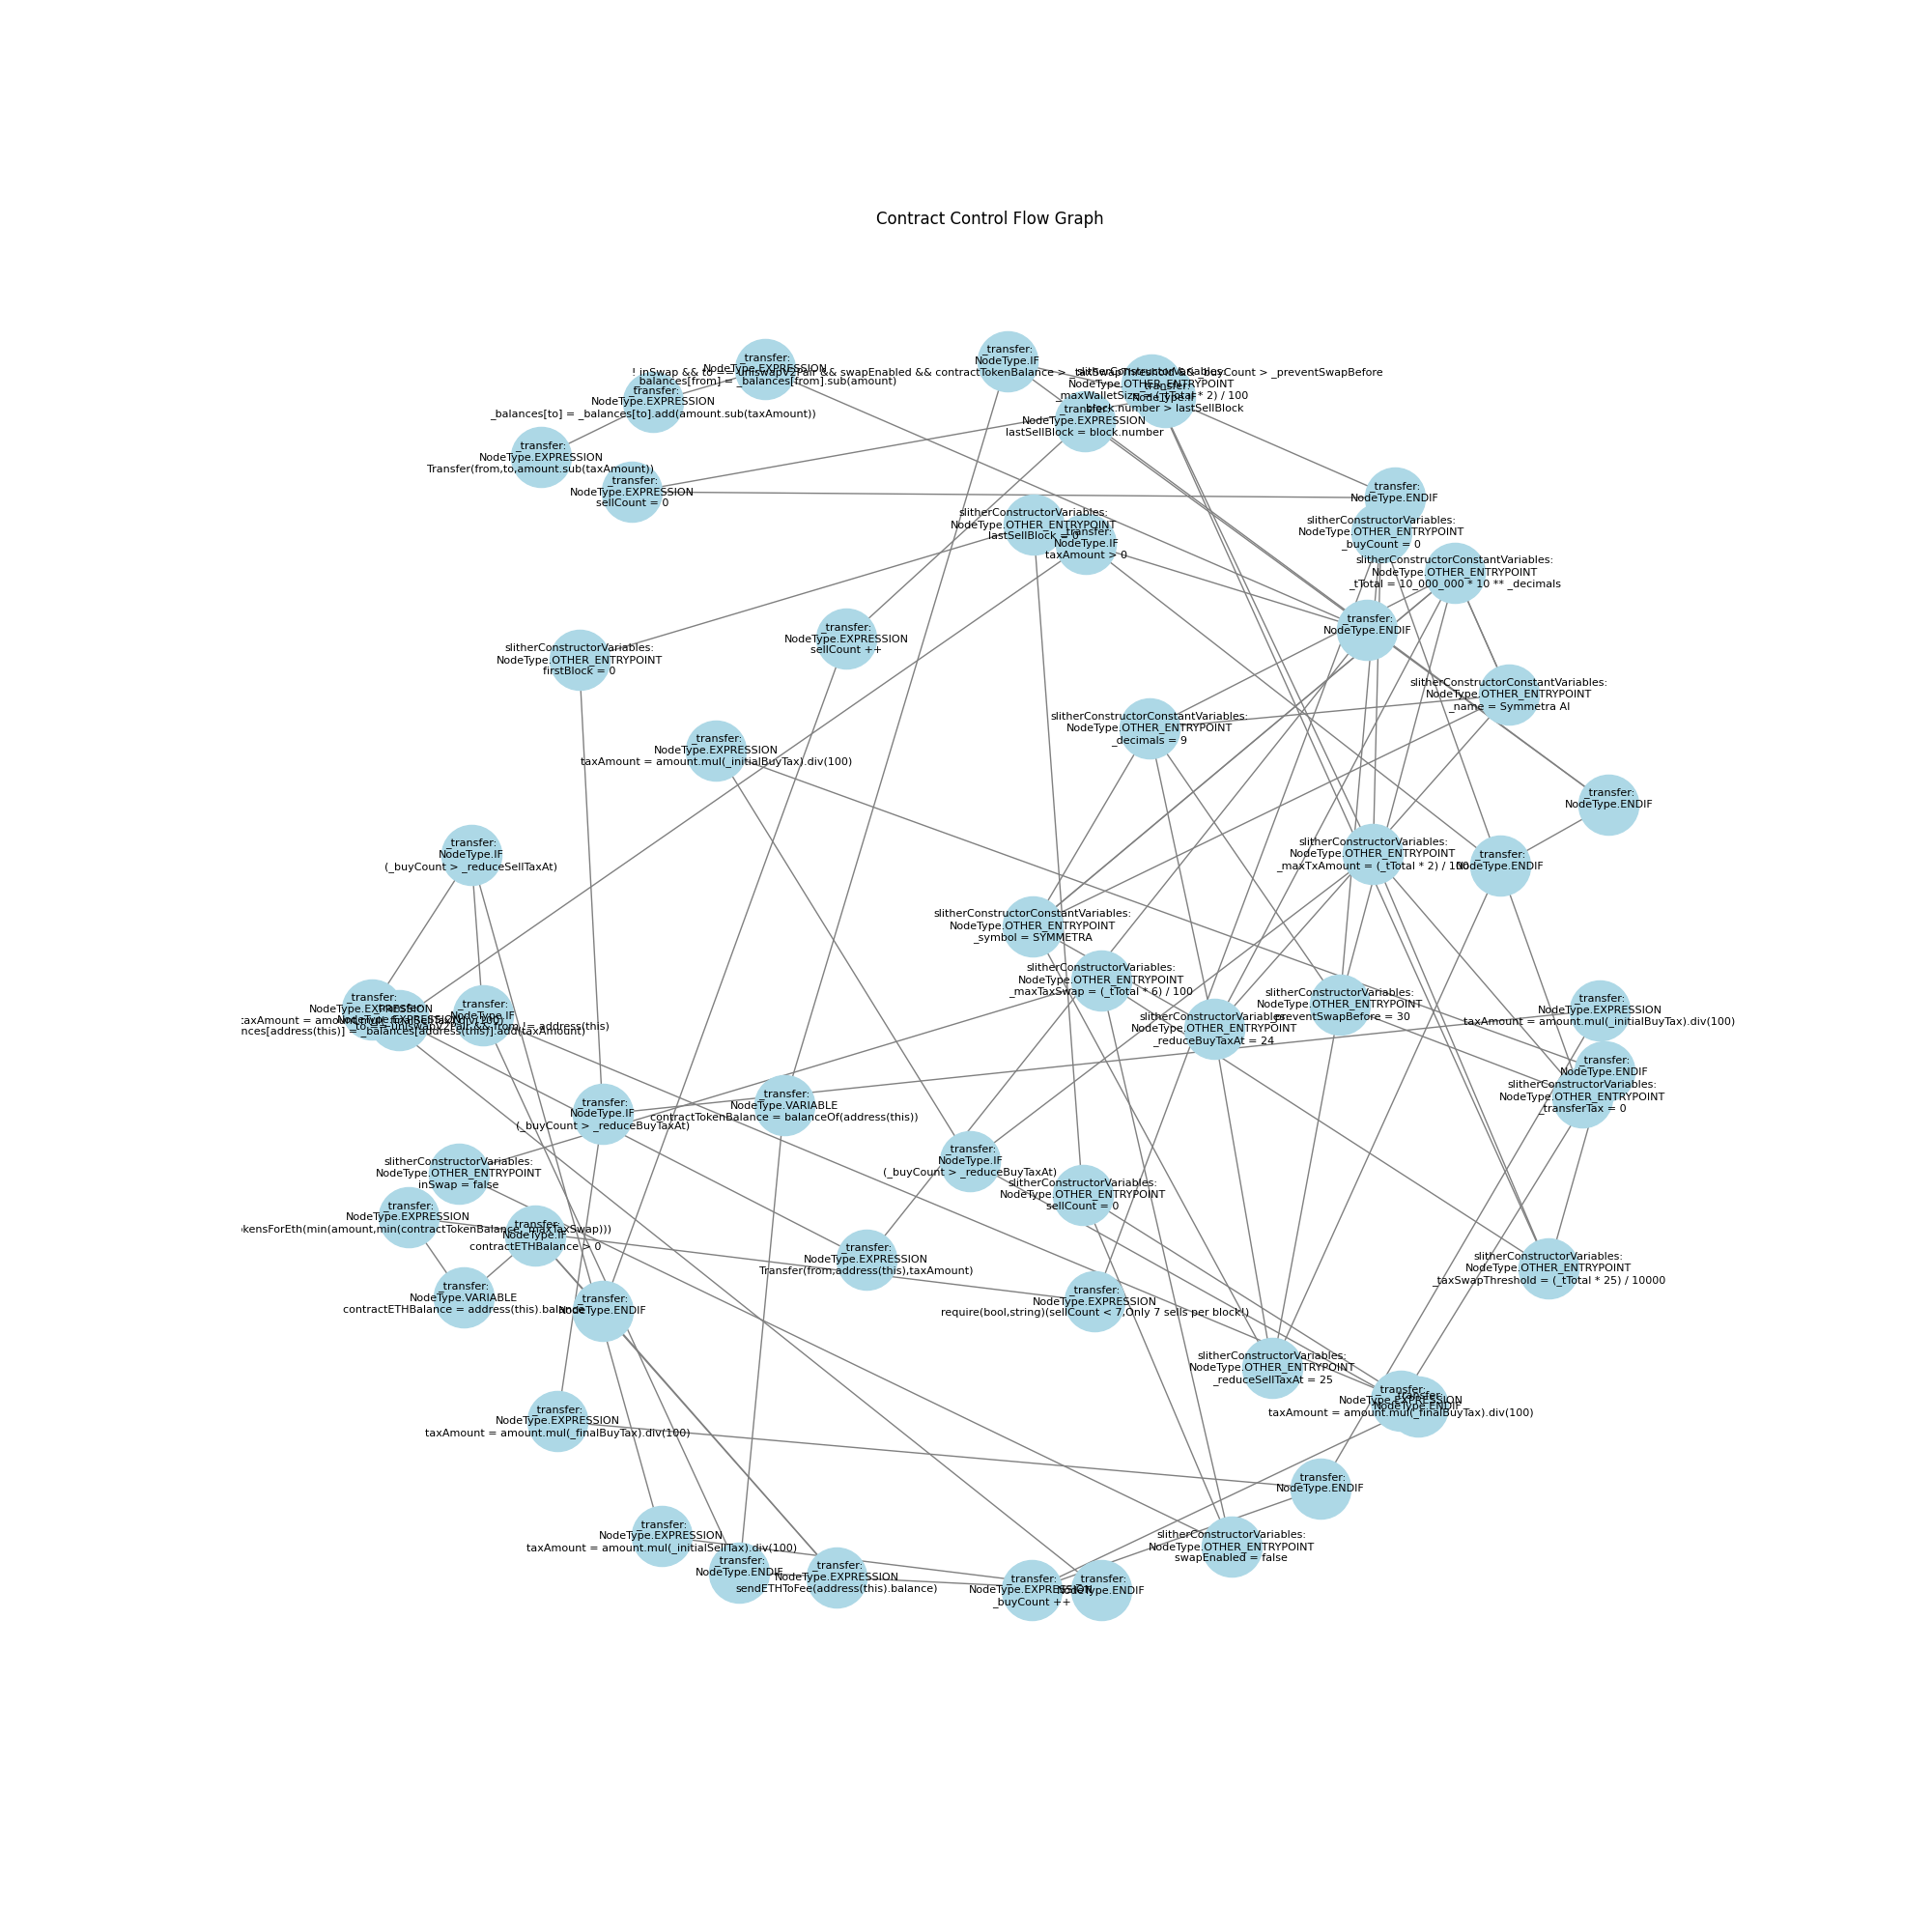 Contract Control Flow Graph
_transfer:
NodeType.IF
! inSwap && to == uniswapV2Pair && swapEnabled && contractTokenBalance > _taxSwapThreshold && _buyCount > _preventSwapBefore
_transfer:
NodeType.EXPRESSION
_balances[from] = _balances[from].sub(amount)
slitherConstructorVariables:
NodeType.OTHER_ENTRYPOINT
_maxWalletSize = (_tTotal * 2) / 100
_transfer:
NodeType.IF
block.number > lastSellBlock
_transfer:
NodeType.EXPRESSION
_balances[to] = _balances[to].add(amount.sub(taxAmount))
_transfer:
NodeType.EXPRESSION
lastSellBlock = block.number
_transfer:
NodeType.EXPRESSION
Transfer(from,to,amount.sub(taxAmount))
_transfer:
NodeType.EXPRESSION
sellCount = 0
_transfer:
NodeType.ENDIF
slitherConstructorVariables:
NodeType.OTHER_ENTRYPOINT
lastSellBlock = 0
slitherConstructorVariables:
NodeType.OTHER_ENTRYPOINT
_buyCount = 0
_transfer:
NodeType.IF
taxAmount > 0
slitherConstructorConstantVariables:
NodeType.OTHER_ENTRYPOINT
_tTotal = 10_000_000 * 10 ** _decimals
_transfer:
NodeType.ENDIF
_transfer:
NodeType.EXPRESSION
sellCount ++
slitherConstructorVariables:
NodeType.OTHER_ENTRYPOINT
firstBlock = 0
slitherConstructorConstantVariables:
NodeType.OTHER_ENTRYPOINT
_name = Symmetra AI
slitherConstructorConstantVariables:
NodeType.OTHER_ENTRYPOINT
_decimals = 9
_transfer:
NodeType.EXPRESSION
taxAmount = amount.mul(_initialBuyTax).div(100)
_transfer:
NodeType.ENDIF
_transfer:
NodeType.IF
(_buyCount > _reduceSellTaxAt)
slitherConstructorVariables:
NodeType.OTHER_ENTRYPOINT
_maxTxAmount = (_tTotal * 2) / 100
_transfer:
NodeType.ENDIF
slitherConstructorConstantVariables:
NodeType.OTHER_ENTRYPOINT
_symbol = SYMMETRA
slitherConstructorVariables:
NodeType.OTHER_ENTRYPOINT
_maxTaxSwap = (_tTotal * 6) / 100
slitherConstructorVariables:
NodeType.OTHER_ENTRYPOINT
_preventSwapBefore = 30
_transfer:
NodeType.EXPRESSION
taxAmount = amount.mul(_finalSellTax).div(100)
_transfer:
NodeType.EXPRESSION
nces[address(this)] = _balances[address(this)].add(taxAmount)
_transfer:
NodeType.IF
to == uniswapV2Pair && from != address(this)
_transfer:
NodeType.EXPRESSION
taxAmount = amount.mul(_initialBuyTax).div(100)
slitherConstructorVariables:
NodeType.OTHER_ENTRYPOINT
_reduceBuyTaxAt = 24
_transfer:
NodeType.ENDIF
slitherConstructorVariables:
NodeType.OTHER_ENTRYPOINT
_transferTax = 0
_transfer:
NodeType.VARIABLE
contractTokenBalance = balanceOf(address(this))
_transfer:
NodeType.IF
(_buyCount > _reduceBuyTaxAt)
_transfer:
NodeType.IF
(_buyCount > _reduceBuyTaxAt)
slitherConstructorVariables:
NodeType.OTHER_ENTRYPOINT
inSwap = false
slitherConstructorVariables:
NodeType.OTHER_ENTRYPOINT
sellCount = 0
_transfer:
NodeType.EXPRESSION
okensForEth(min(amount,min(contractTokenBalance,_maxTaxSwap)))
_transfer:
NodeType.IF
contractETHBalance > 0
_transfer:
NodeType.EXPRESSION
Transfer(from,address(this),taxAmount)
slitherConstructorVariables:
NodeType.OTHER_ENTRYPOINT
_taxSwapThreshold = (_tTotal * 25) / 10000
_transfer:
NodeType.VARIABLE
contractETHBalance = address(this).balance
_transfer:
NodeType.ENDIF
_transfer:
NodeType.EXPRESSION
require(bool,string)(sellCount < 7,Only 7 sells per block!)
slitherConstructorVariables:
NodeType.OTHER_ENTRYPOINT
_reduceSellTaxAt = 25
_transfer:
NodeType.EXPRESSION
taxAmount = amount.mul(_finalBuyTax).div(100)
_transfer:
NodeType.ENDIF
_transfer:
NodeType.EXPRESSION
taxAmount = amount.mul(_finalBuyTax).div(100)
_transfer:
NodeType.ENDIF
_transfer:
NodeType.EXPRESSION
taxAmount = amount.mul(_initialSellTax).div(100)
slitherConstructorVariables:
NodeType.OTHER_ENTRYPOINT
swapEnabled = false
_transfer:
NodeType.ENDIF
_transfer:
NodeType.EXPRESSION
sendETHToFee(address(this).balance)
_transfer:
NodeType.EXPRESSION
_buyCount ++
_transfer:
NodeType.ENDIF